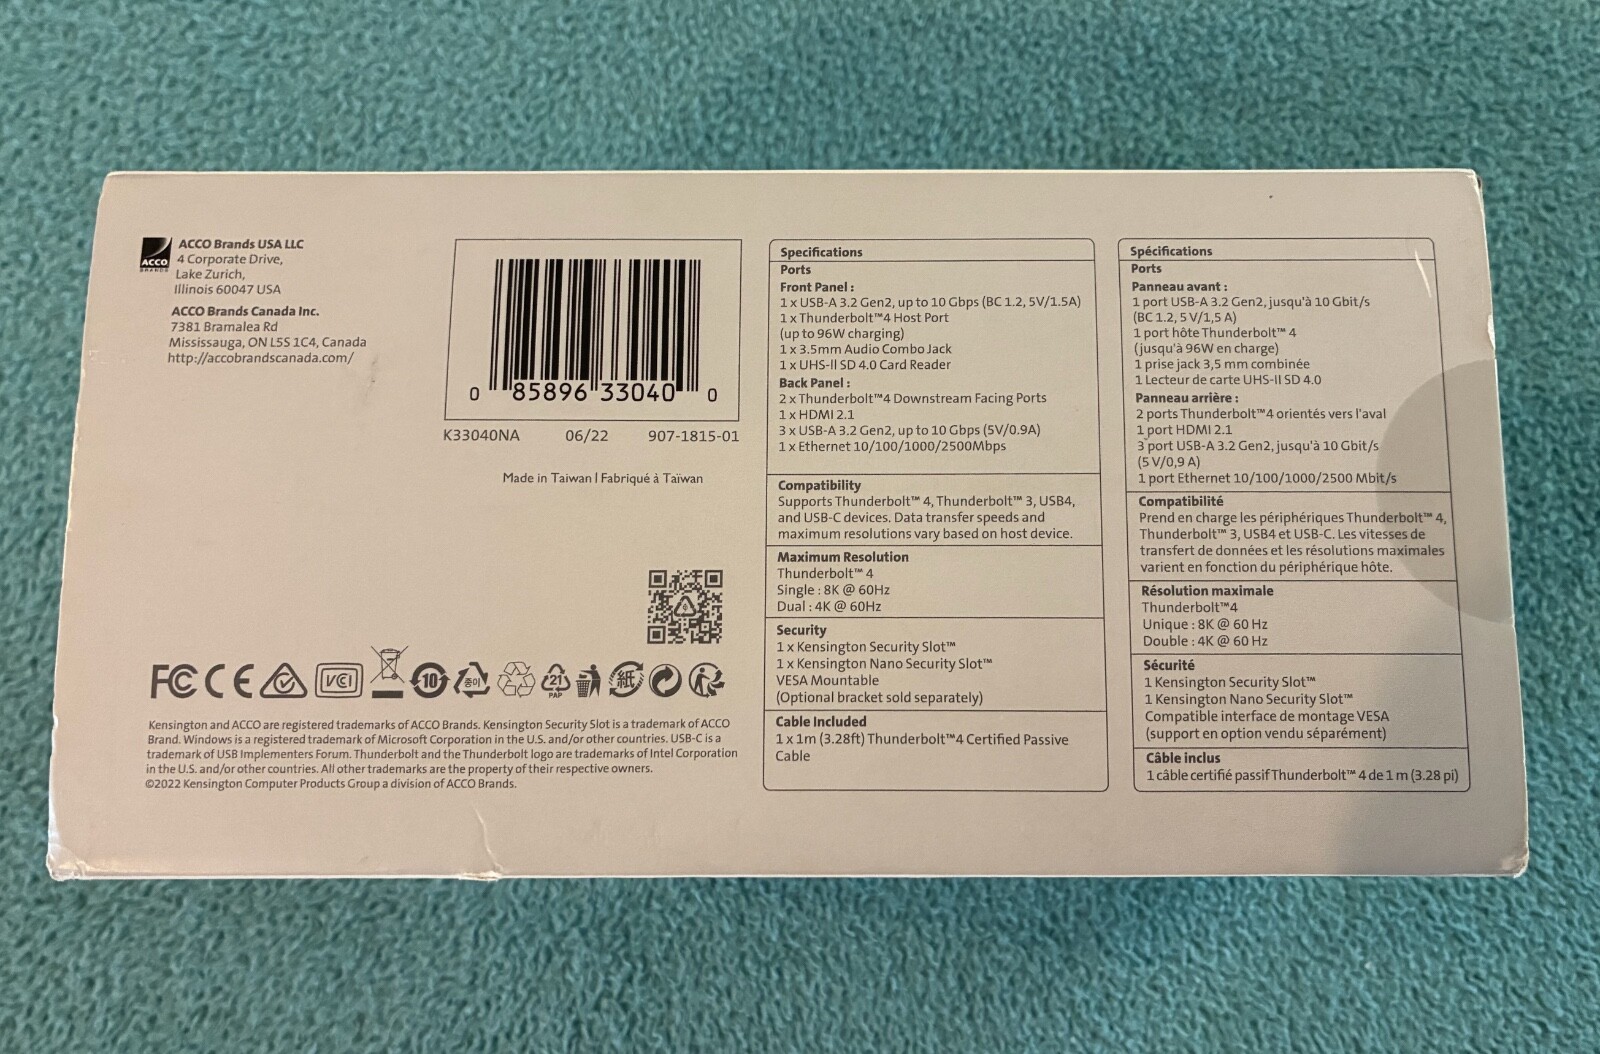 ACCO
BRANDS
ACCO Brands USA LLC
4 Corporate Drive,
Lake Zurich,
Illinois 60047 USA
ACCO Brands Canada Inc.
7381 Bramalea Rd
Mississauga, ON L5S 1C4, Canada
http://accobrandscanada.com/
0 85896 33040 0
K33040NA 06/22 907-1815-01
Made in Taiwan I Fabriqué à Taïwan
FC CE VCI 10 중이 21 紙
PAP
Kensington and ACCO are registered trademarks of ACCO Brands. Kensington Security Slot is a trademark of ACCO
Brand. Windows is a registered trademark of Microsoft Corporation in the U.S. and/or other countries. USB-C is a
trademark of USB Implementers Forum. Thunderbolt and the Thunderbolt logo are trademarks of Intel Corporation
in the U.S. and/or other countries. All other trademarks are the property of their respective owners.
©2022 Kensington Computer Products Group a division of ACCO Brands.
Specifications
Ports
Front Panel :
1 x USB-A 3.2 Gen2, up to 10 Gbps (BC 1.2, 5V/1.5A)
1 x Thunderbolt™4 Host Port
(up to 96W charging)
1 x 3.5mm Audio Combo Jack
1 x UHS-II SD 4.0 Card Reader
Back Panel :
2 x Thunderbolt™4 Downstream Facing Ports
1 x HDMI 2.1
3 x USB-A 3.2 Gen2, up to 10 Gbps (5V/0.9A)
1 x Ethernet 10/100/1000/2500Mbps
Compatibility
Supports Thunderbolt™ 4, Thunderbolt™ 3, USB4,
and USB-C devices. Data transfer speeds and
maximum resolutions vary based on host device.
Maximum Resolution
Thunderbolt™ 4
Single : 8K @ 60Hz
Dual : 4K @ 60Hz
Security
1 x Kensington Security Slot™
1 x Kensington Nano Security Slot™
VESA Mountable
(Optional bracket sold separately)
Cable Included
1 x 1m (3.28ft) Thunderbolt™4 Certified Passive
Cable
Spécifications
Ports
Panneau avant :
1 port USB-A 3.2 Gen2, jusqu'à 10 Gbit/s
(BC 1.2, 5 V/1,5 A)
1 port hôte Thunderbolt™ 4
(jusqu'à 96W en charge)
1 prise jack 3,5 mm combinée
1 Lecteur de carte UHS-II SD 4.0
Panneau arrière :
2 ports Thunderbolt™4 orientés vers l'aval
1 port HDMI 2.1
3 port USB-A 3.2 Gen2, jusqu'à 10 Gbit/s
(5 V/0,9 A)
1 port Ethernet 10/100/1000/2500 Mbit/s
Compatibilité
Prend en charge les périphériques Thunderbolt™ 4,
Thunderbolt™ 3, USB4 et USB-C. Les vitesses de
transfert de données et les résolutions maximales
varient en fonction du périphérique hôte.
Résolution maximale
Thunderbolt™4
Unique : 8K @ 60 Hz
Double : 4K @ 60 Hz
Sécurité
1 Kensington Security Slot™
1 Kensington Nano Security Slot™
Compatible interface de montage VESA
(support en option vendu séparément)
Câble inclus
1 câble certifié passif Thunderbolt™ 4 de 1 m (3.28 pi)